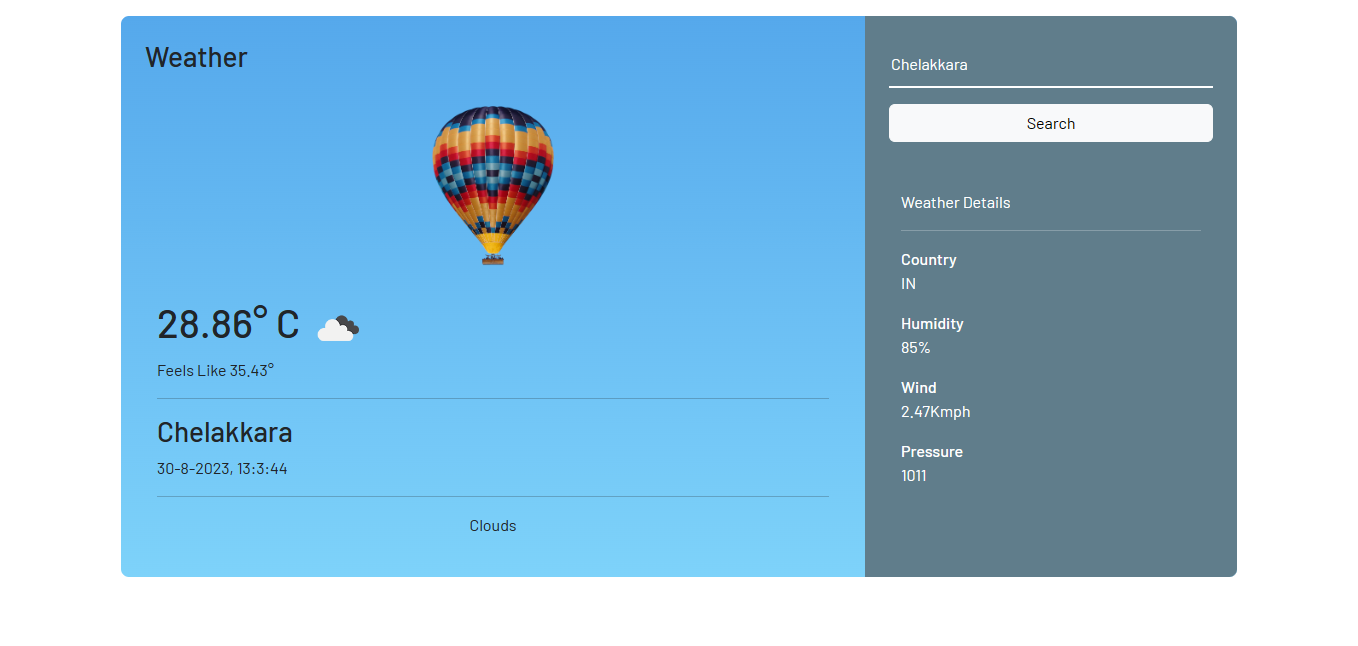 Weather
28.86° C
Feels Like 35.43°
Chelakkara
30-8-2023, 13:3:44
Clouds
Chelakkara
Search
Weather Details
Country
IN
Humidity
85%
Wind
2.47Kmph
Pressure
1011